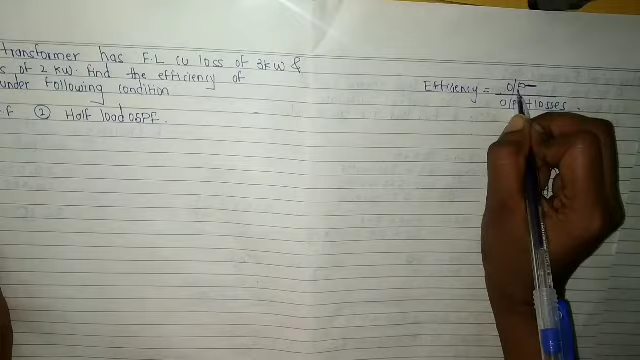 transformer has F.L cu loss of 3kW &
s of 2 kW. find the efficiency of
under following condition
.f ② Half load 0.5PF.
Efficiency = O/P
O/P + losses.